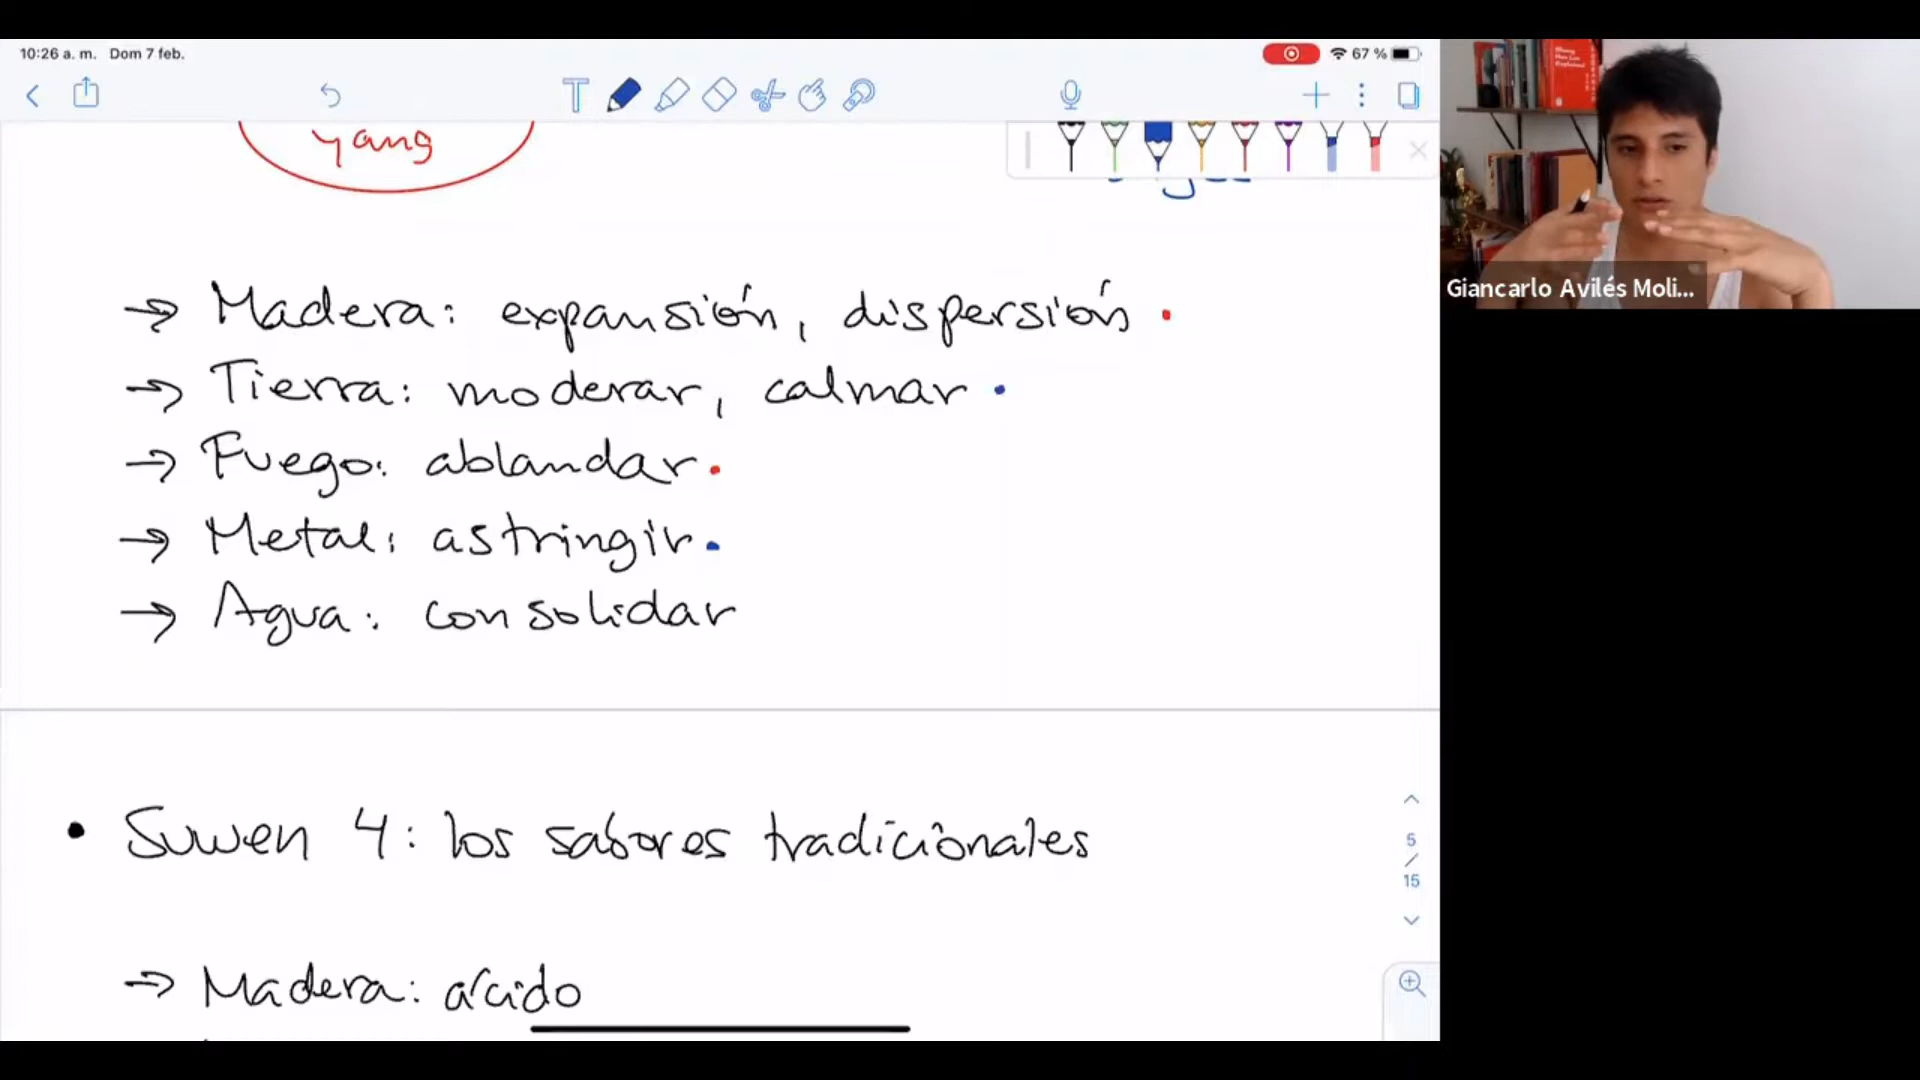 10:26 a. m. Dom 7 feb.
67 %
yang
→ Madera: expansión, dispersión
→ Tierra: moderar, calmar
→ Fuego: ablandar
→ Metal: astringir
→ Agua: consolidar
• Suwen 4: los sabores tradicionales
→ Madera: ácido
5
/
15
Giancarlo Avilés Moli...